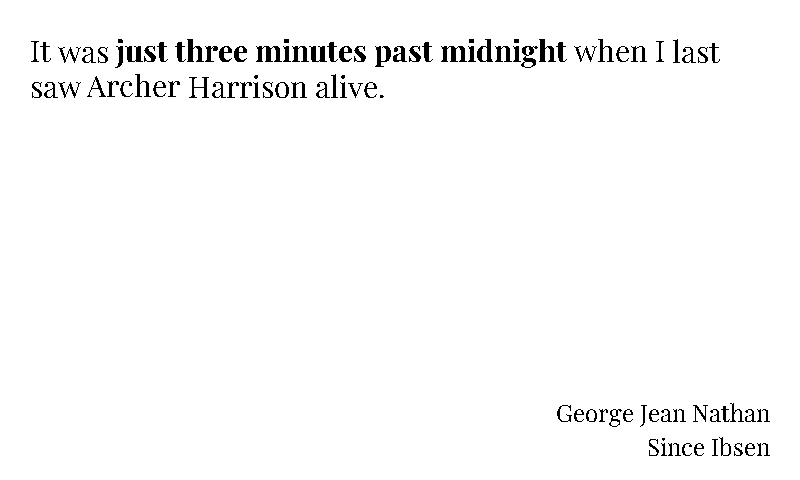 It was just three minutes past midnight when I last
saw Archer Harrison alive.
George Jean Nathan
Since Ibsen